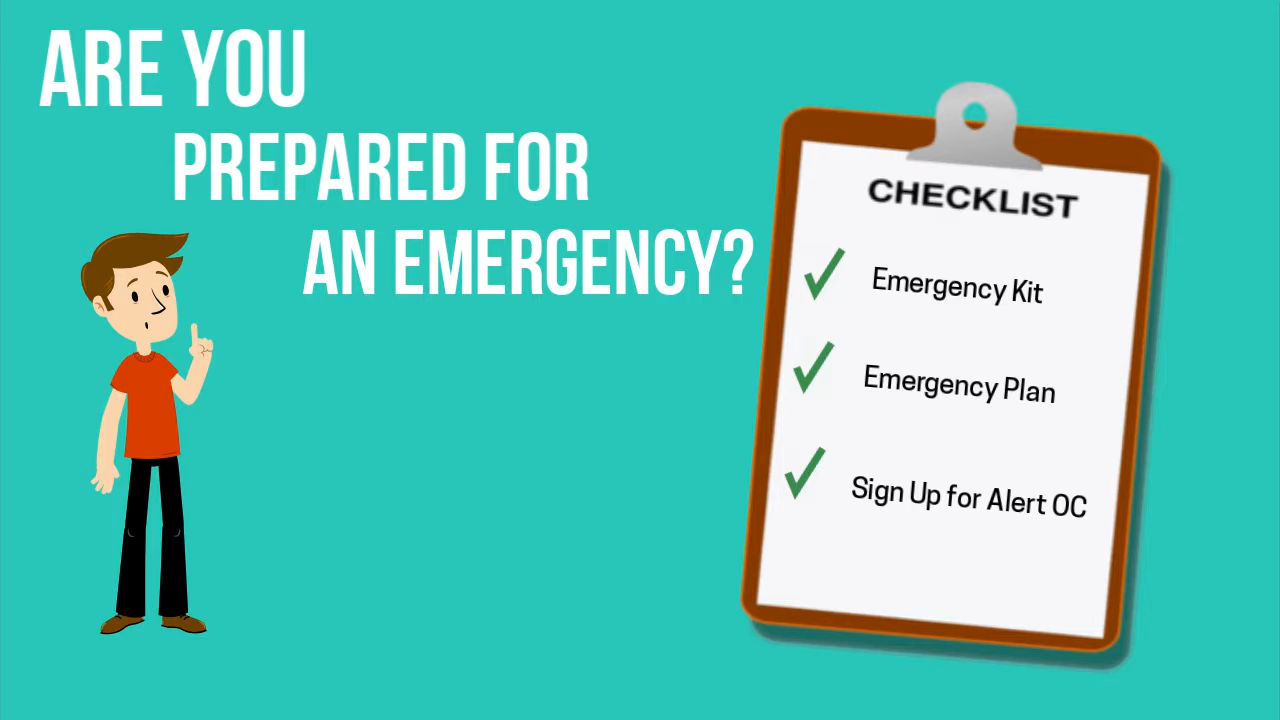 ARE YOU
PREPARED FOR
AN EMERGENCY?
CHECKLIST
Emergency Kit
Emergency Plan
Sign Up for Alert OC